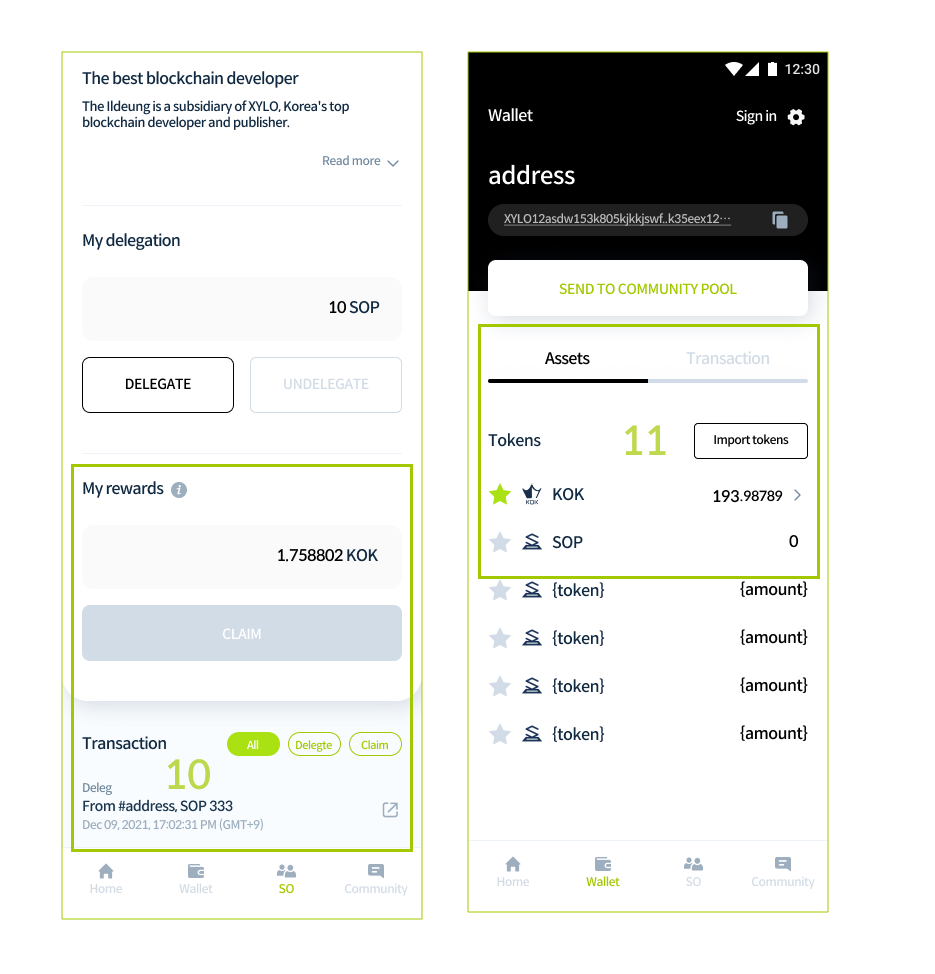 The best blockchain developer
The Ildeung is a subsidiary of XYLO, Korea's top
blockchain developer and publisher.
Read more
My delegation
10 SOP
DELEGATE
UNDELEGATE
My rewards
i
1.758802 KOK
CLAIM
Transaction
All
Delegte
Claim
10
Deleg
From #address, SOP 333
Dec 09, 2021, 17:02:31 PM (GMT+9)
Home
Wallet
SO
Community
12:30
Wallet
Sign in
address
XYLO12asdw153k805kjkkjswf..k35eex12···
SEND TO COMMUNITY POOL
Assets
Transaction
Tokens
11
Import tokens
KOK
KOK
193.98789
SOP
0
{token}
{amount}
{token}
{amount}
{token}
{amount}
{token}
{amount}
Home
Wallet
SO
Community